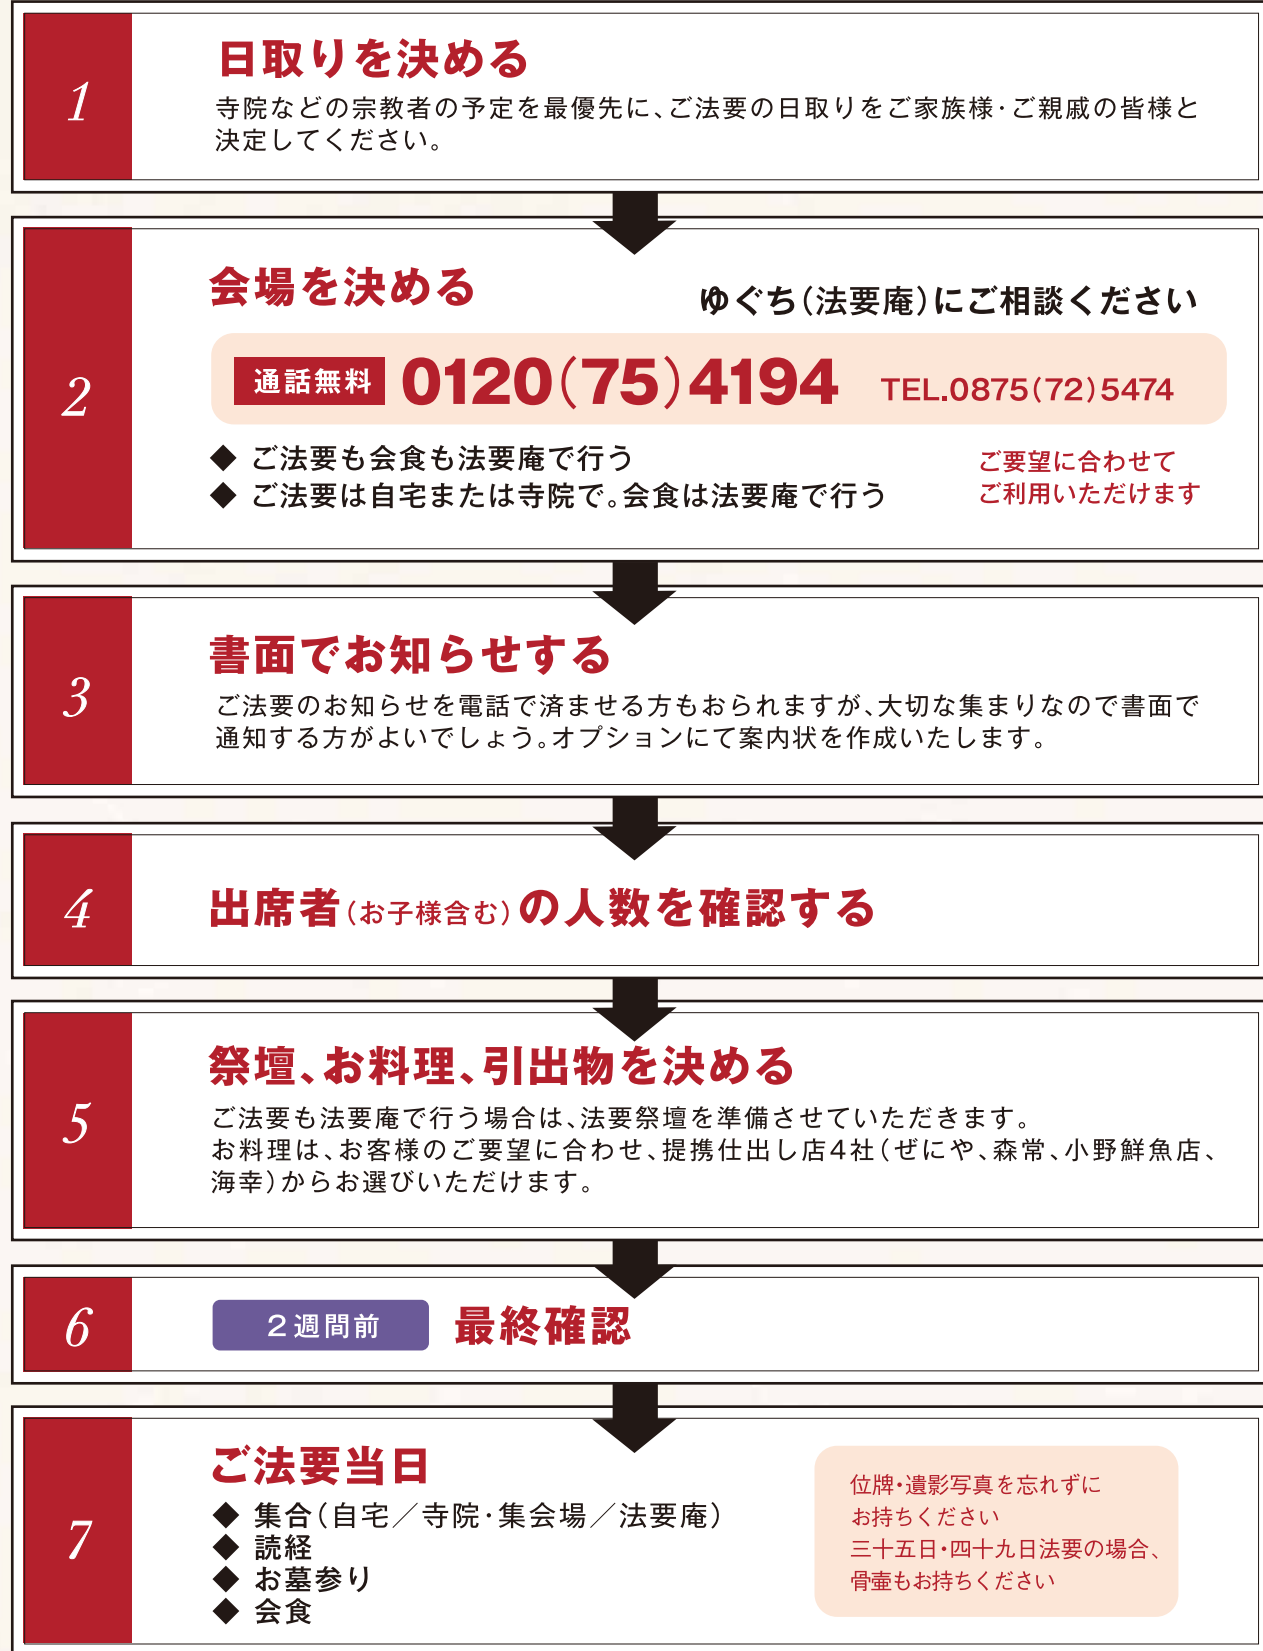 1
日取りを決める
寺院などの宗教者の予定を最優先に、ご法要の日取りをご家族様・ご親戚の皆様と
決定してください。
2
会場を決める
ゆぐち(法要庵)にご相談ください
通話無料 0120(75)4194 TEL.0875(72)5474
◆ ご法要も会食も法要庵で行う
◆ ご法要は自宅または寺院で。会食は法要庵で行う
ご要望に合わせて
ご利用いただけます
3
書面でお知らせする
ご法要のお知らせを電話で済ませる方もおられますが、大切な集まりなので書面で
通知する方がよいでしょう。オプションにて案内状を作成いたします。
4
出席者(お子様含む)の人数を確認する
5
祭壇、お料理、引出物を決める
ご法要も法要庵で行う場合は、法要祭壇を準備させていただきます。
お料理は、お客様のご要望に合わせ、提携仕出し店4社(ぜにや、森常、小野鮮魚店、
海幸)からお選びいただけます。
6
2週間前 最終確認
7
ご法要当日
◆ 集合(自宅／寺院・集会場／法要庵)
◆ 読経
◆ お墓参り
◆ 会食
位牌・遺影写真を忘れずに
お持ちください
三十五日・四十九日法要の場合、
骨壷もお持ちください